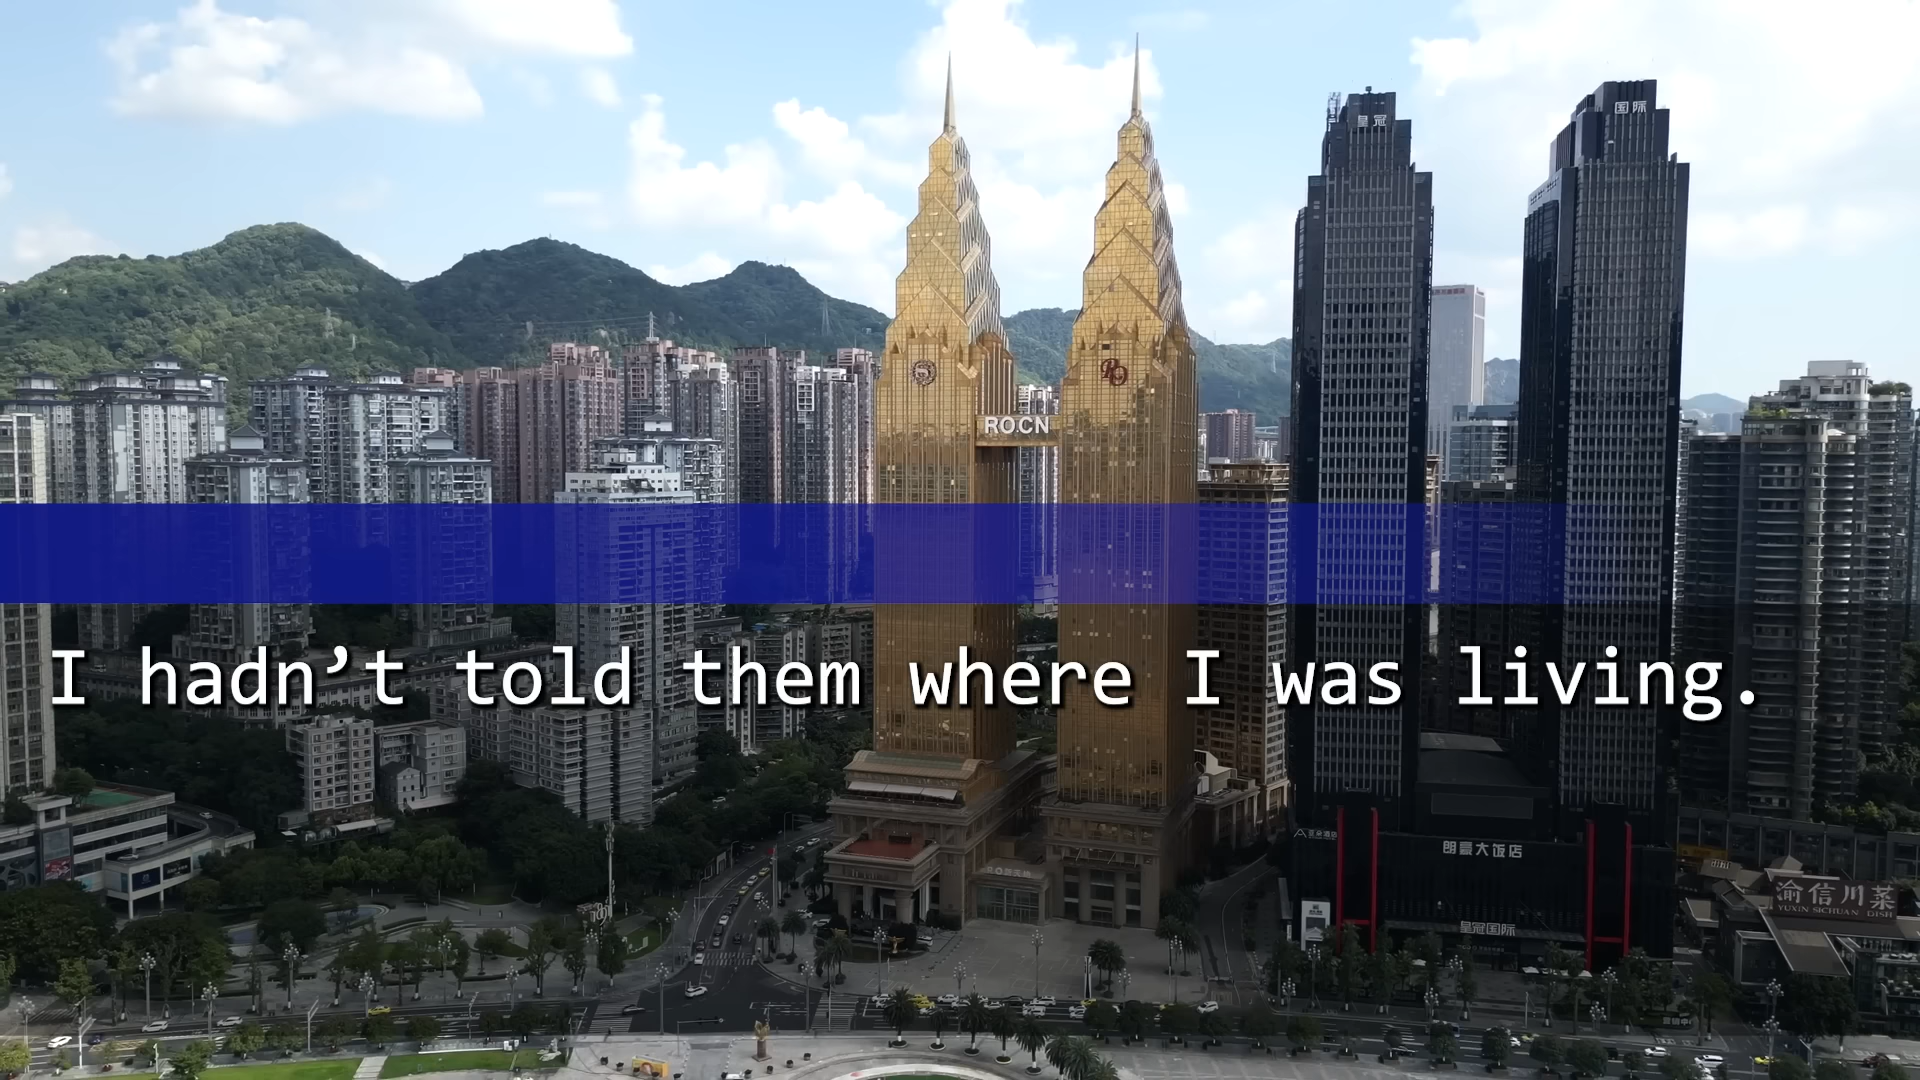 皇冠
国际
RO
RO.CN
I hadn’t told them where I was living.
朗豪大饭店
渝信川菜
YUXIN SICHUAN DISH
皇冠国际